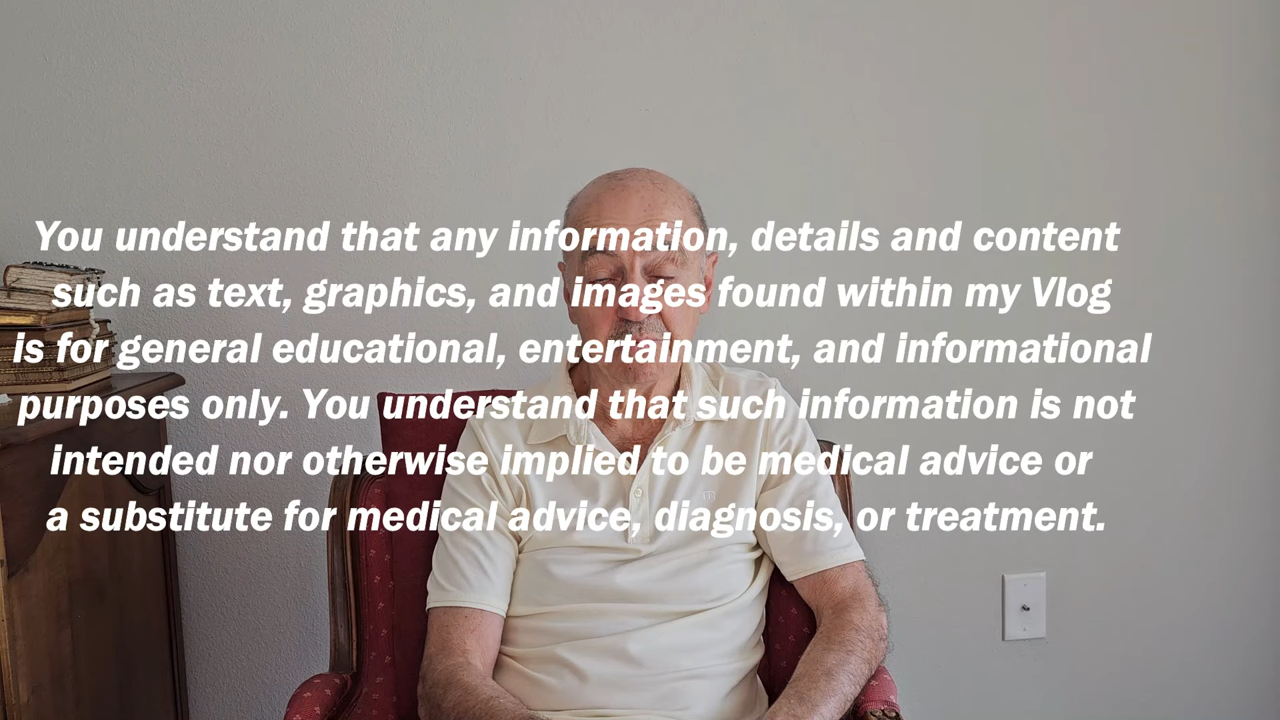 You understand that any information, details and content
such as text, graphics, and images found within my Vlog
is for general educational, entertainment, and informational
purposes only. You understand that such information is not
intended nor otherwise implied to be medical advice or
a substitute for medical advice, diagnosis, or treatment.